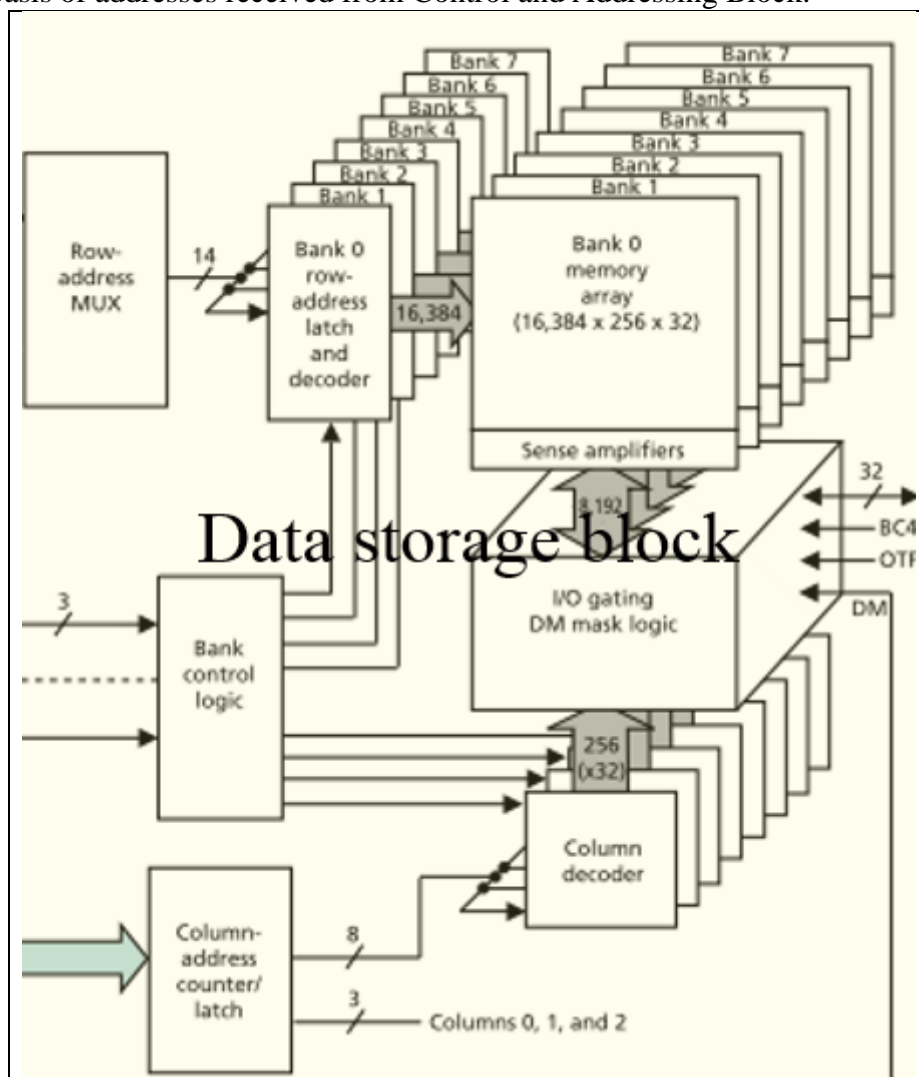 basis of addresses received from Control and Addressing Block.
Bank 7
Bank 6
Bank 5
Bank 4
Bank 3
Bank 2
Bank 1
Bank 7
Bank 6
Bank 5
Bank 4
Bank 3
Bank 2
Bank 1
Row-
address
MUX
14
Bank 0
row-
address
latch
and
decoder
16,384
Bank 0
memory
array
(16,384 x 256 x 32)
Sense amplifiers
8,192
32
BC4
OTF
DM
Data storage block
I/O gating
DM mask logic
3
Bank
control
logic
256
(x32)
Column
decoder
Column-
address
counter/
latch
8
3
Columns 0, 1, and 2